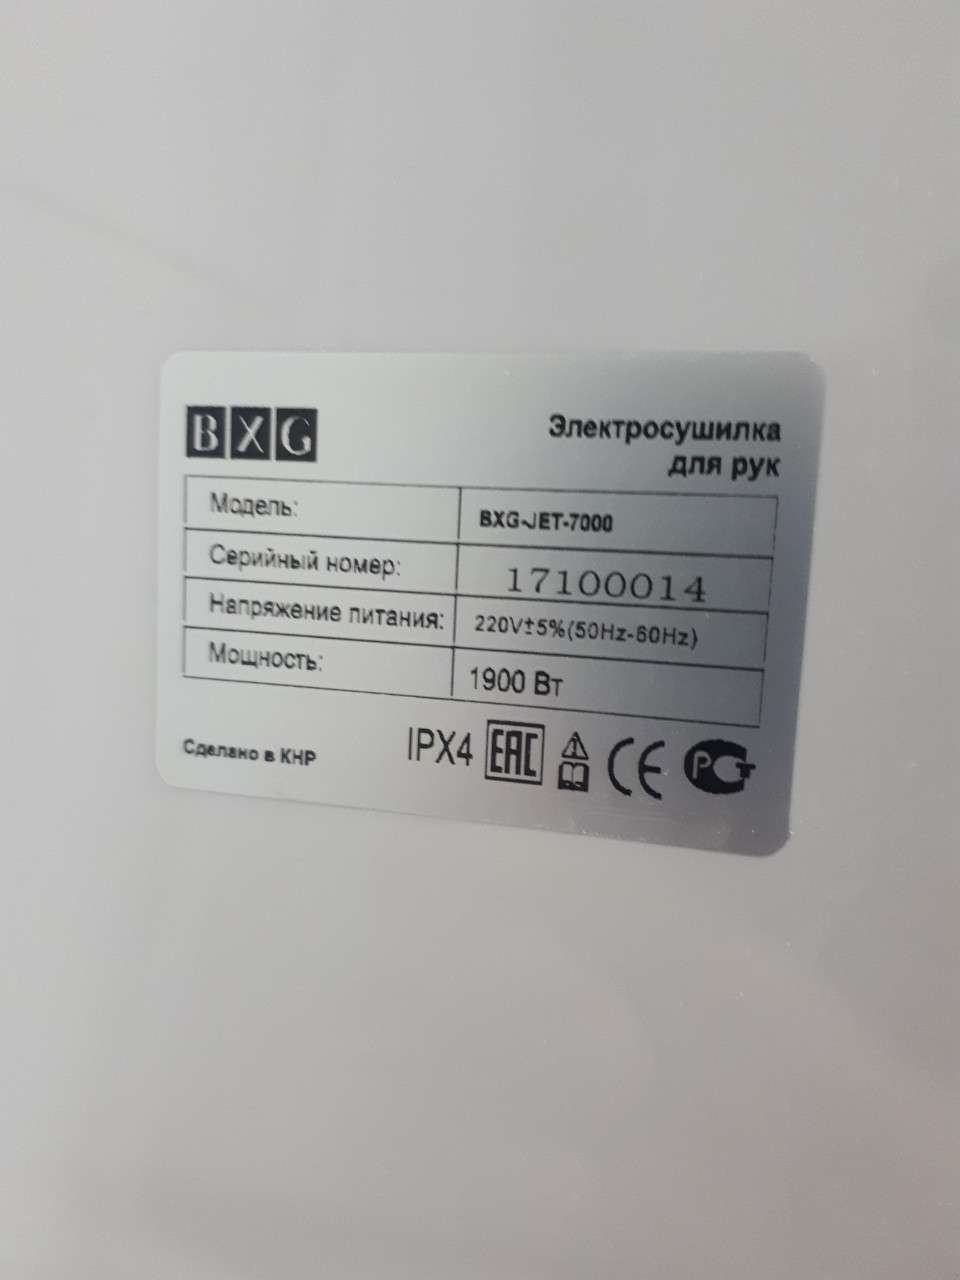 BXG
Электросушилка
для рук
Модель: BXG-JET-7000
Серийный номер: 17100014
Напряжение питания: 220V±5%(50Hz-60Hz)
Мощность: 1900 Вт
Сделано в КНР IPX4 EAC CE РСТ